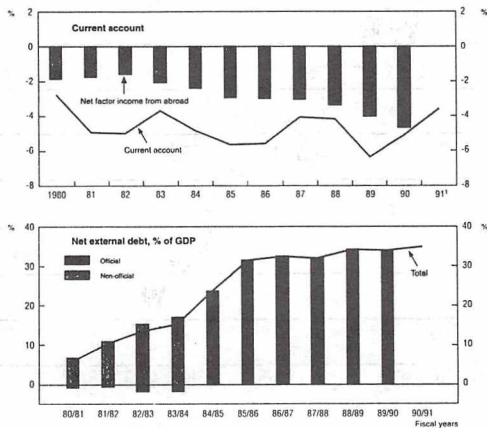 % Current account %
2 2
0 0
-2 -2
Net factor income from abroad
-4 -4
Current account
-6 -6
-8 -8
1980 81 82 83 84 85 86 87 88 89 90 91¹
% %
40 40
Net external debt, % of GDP
Official
30 30
Non-official
Total
20 20
10 10
0 0
80/81 81/82 82/83 83/84 84/85 85/86 86/87 87/88 88/89 89/90 90/91
Fiscal years